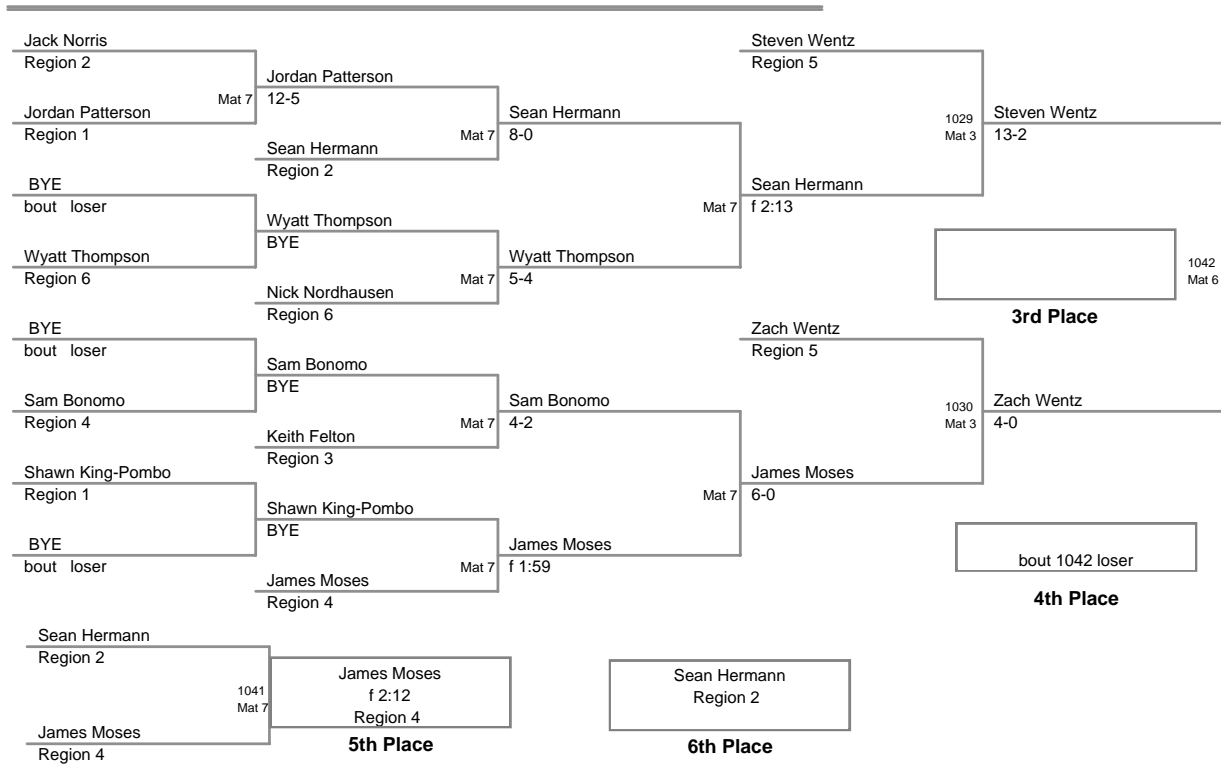 Jack Norris
Region 2
Mat 7
Jordan Patterson
12-5
Jordan Patterson
Region 1
Mat 7
Sean Hermann
8-0
Sean Hermann
Region 2
BYE
bout loser
Wyatt Thompson
BYE
Wyatt Thompson
Region 6
Mat 7
Wyatt Thompson
5-4
Nick Nordhausen
Region 6
Mat 7
Sean Hermann
f 2:13
Steven Wentz
Region 5
1029
Mat 3
Steven Wentz
13-2
1042
Mat 6
3rd Place
BYE
bout loser
Sam Bonomo
BYE
Sam Bonomo
Region 4
Mat 7
Sam Bonomo
4-2
Keith Felton
Region 3
Shawn King-Pombo
Region 1
Shawn King-Pombo
BYE
BYE
bout loser
Mat 7
James Moses
f 1:59
James Moses
Region 4
Mat 7
James Moses
6-0
Zach Wentz
Region 5
1030
Mat 3
Zach Wentz
4-0
bout 1042 loser
4th Place
Sean Hermann
Region 2
1041
Mat 7
James Moses
Region 4
James Moses
f 2:12
Region 4
5th Place
Sean Hermann
Region 2
6th Place